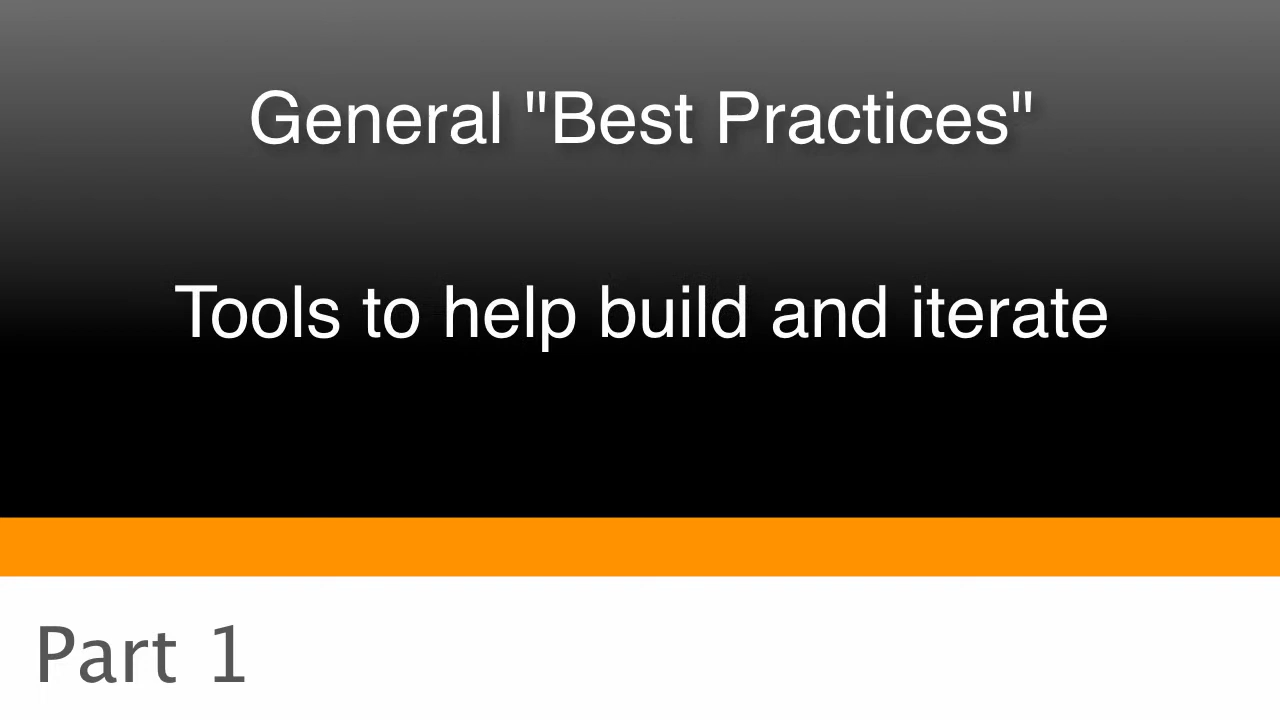 General "Best Practices"
Tools to help build and iterate
Part 1